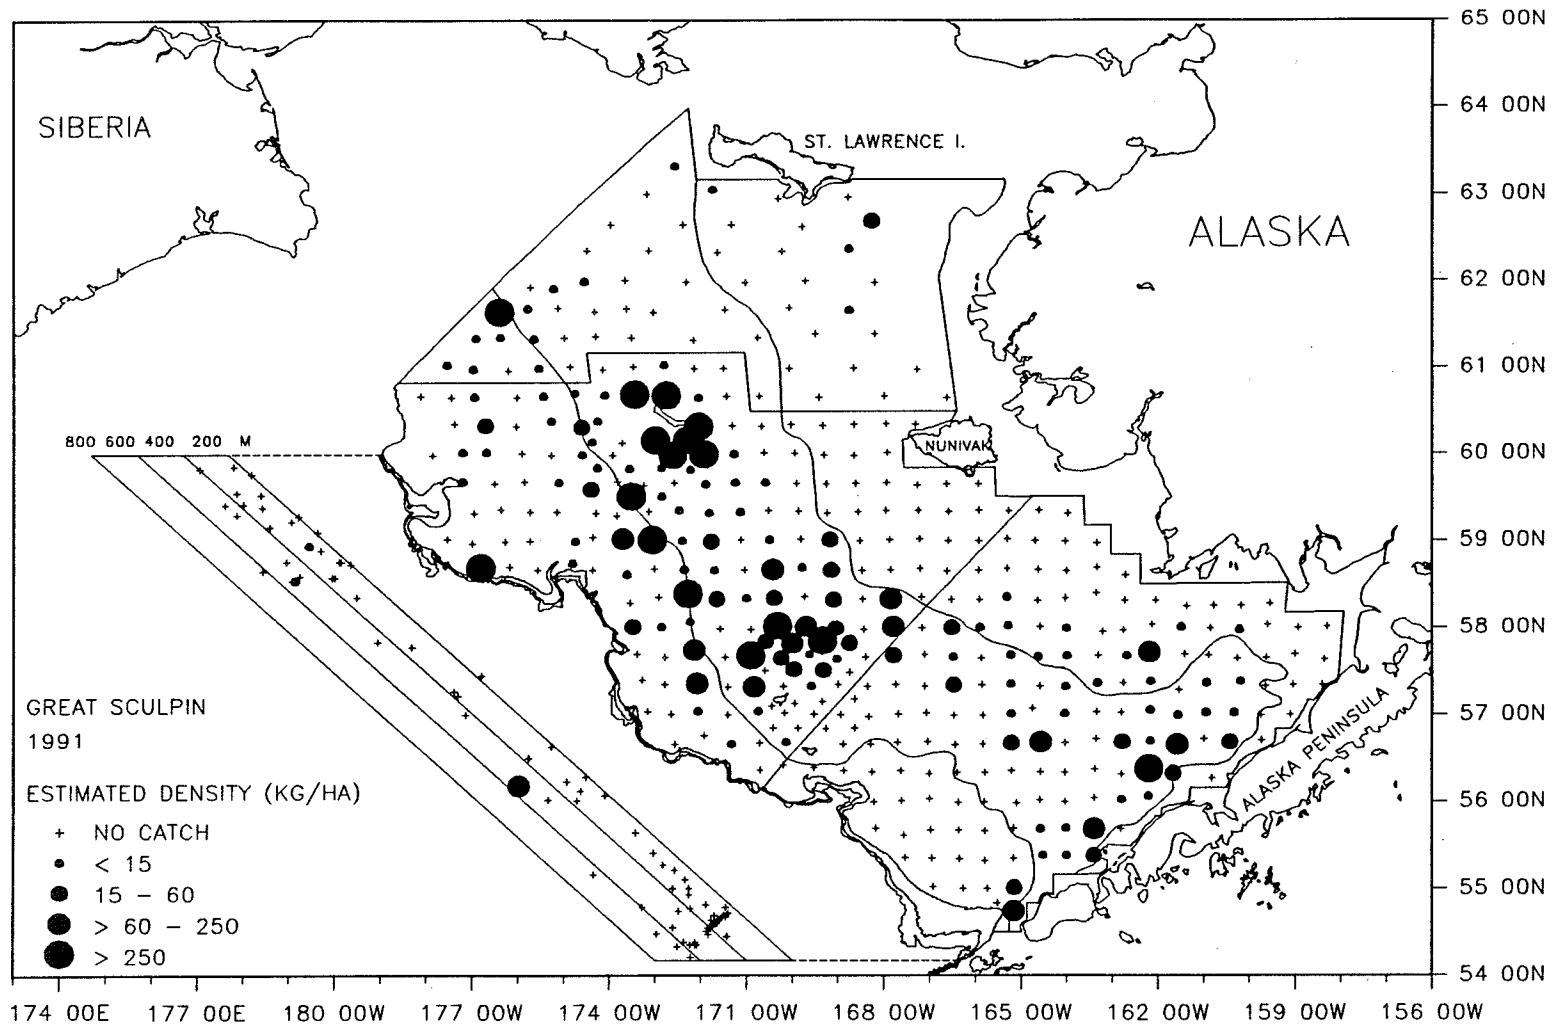 65 00N
64 00N
SIBERIA
ST. LAWRENCE I.
63 00N
ALASKA
62 00N
61 00N
NUNIVAK
800 600 400 200 M
60 00N
59 00N
58 00N
GREAT SCULPIN
1991
57 00N
ALASKA PENINSULA
ESTIMATED DENSITY (KG/HA)
56 00N
+ NO CATCH
< 15
15 – 60
55 00N
> 60 – 250
> 250
54 00N
174 00E 177 00E 180 00W 177 00W 174 00W 171 00W 168 00W 165 00W 162 00W 159 00W 156 00W